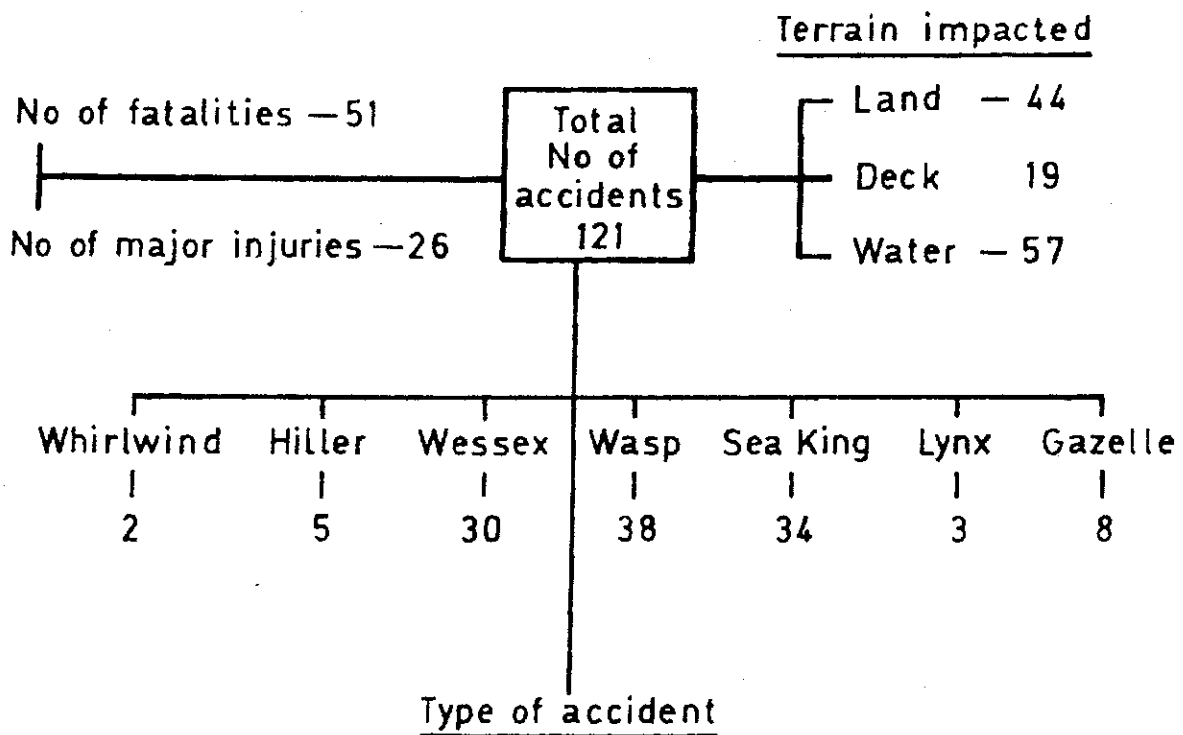 Terrain impacted
No of fatalities — 51
No of major injuries — 26
Total
No of
accidents
121
Land — 44
Deck 19
Water — 57
Whirlwind Hiller Wessex Wasp Sea King Lynx Gazelle
2 5 30 38 34 3 8
Type of accident